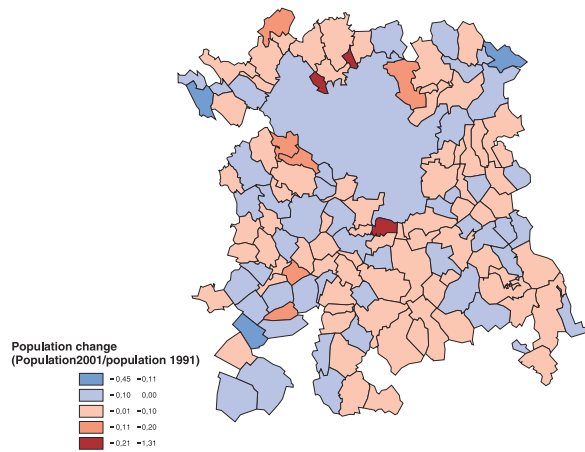 Population change
(Population2001/population 1991)
- 0,45 - 0,11
- 0,10 0,00
- 0,01 - 0,10
- 0,11 - 0,20
- 0,21 - 1,31